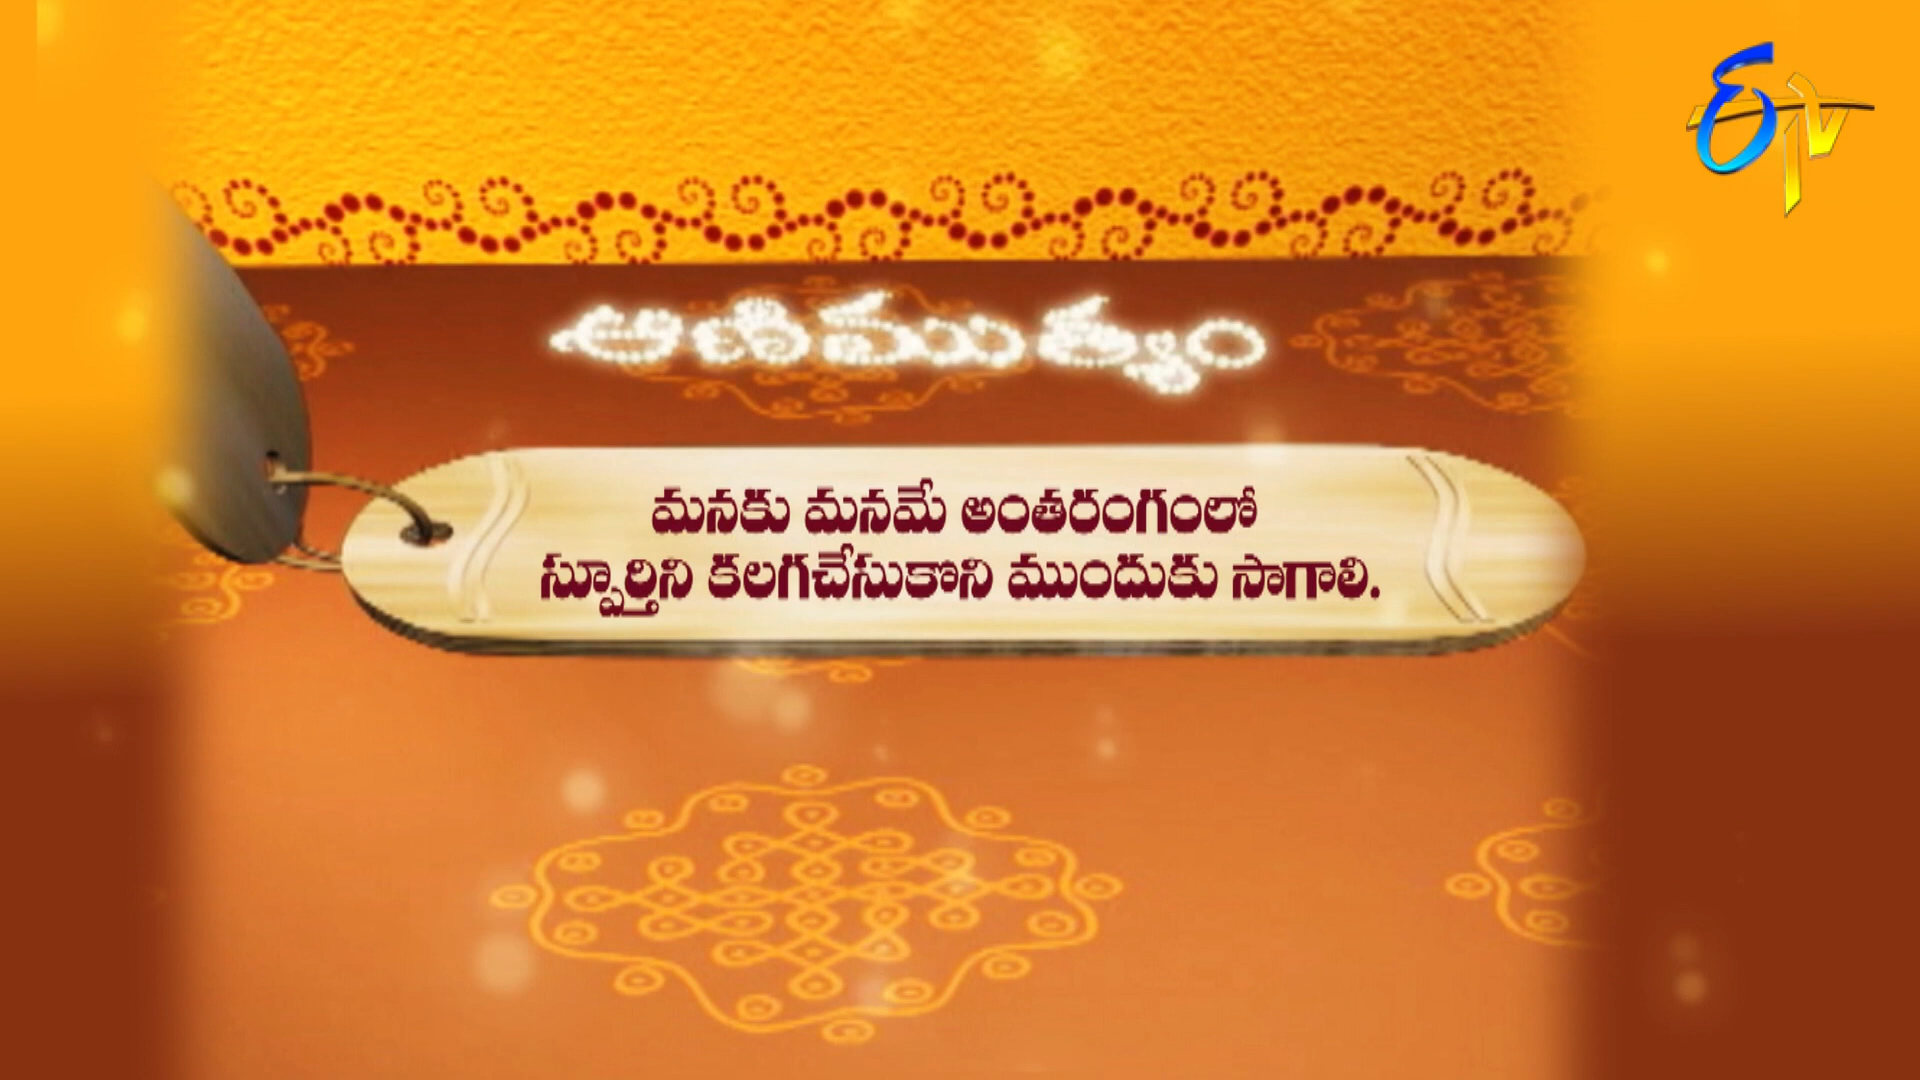 ETV
ఆణిముత్యం
మనకు మనమే అంతరంగంలో
స్ఫూర్తిని కలగచేసుకొని ముందుకు సాగాలి.